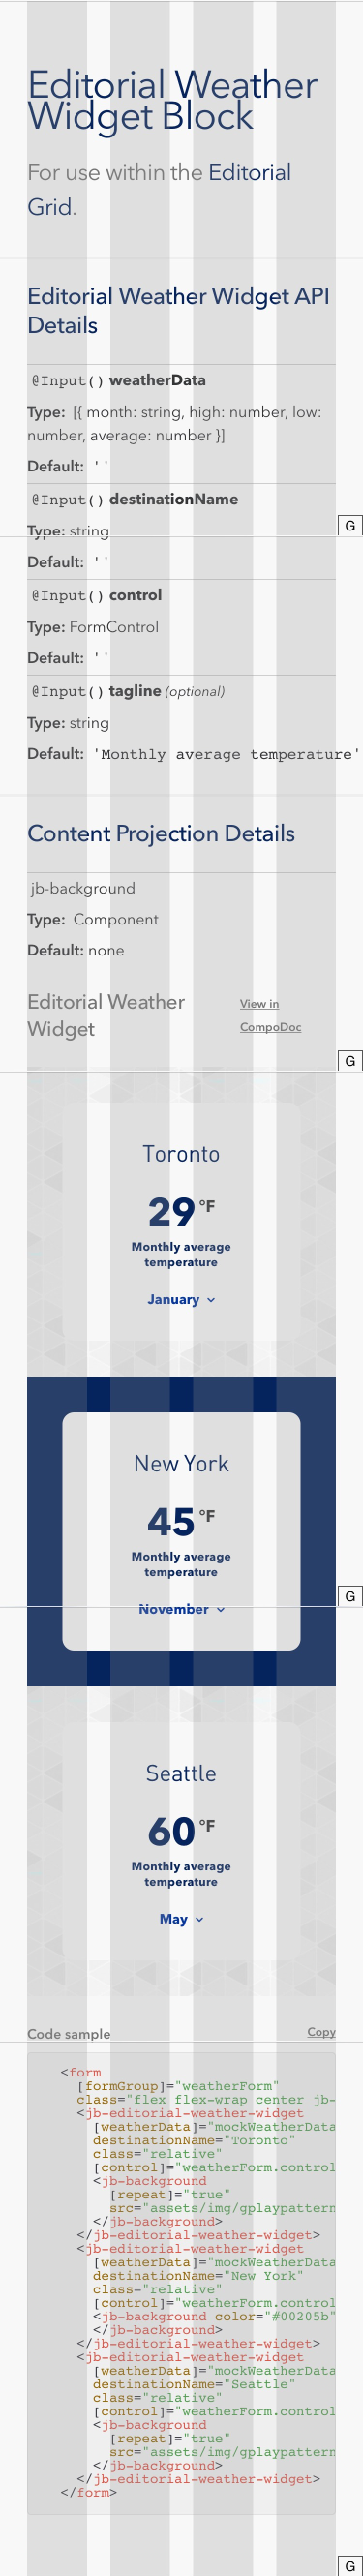 Editorial Weather
Widget Block
For use within the Editorial
Grid.
Editorial Weather Widget API
Details
@Input() weatherData
Type: [{ month: string, high: number, low:
number, average: number }]
Default: ''
@Input() destinationName
G
Type: string
Default: ''
@Input() control
Type: FormControl
Default: ''
@Input() tagline (optional)
Type: string
Default: 'Monthly average temperature'
Content Projection Details
jb-background
Type: Component
Default: none
Editorial Weather
Widget
View in
CompoDoc
G
Toronto
29 °F
Monthly average
temperature
January
New York
45 °F
Monthly average
temperature
G
November
Seattle
60 °F
Monthly average
temperature
May
Code sample
Copy
<form
[formGroup]="weatherForm"
class="flex flex-wrap center jb-
<jb-editorial-weather-widget
[weatherData]="mockWeatherData
destinationName="Toronto"
class="relative"
[control]="weatherForm.control
<jb-background
[repeat]="true"
src="assets/img/gplaypattern
</jb-background>
</jb-editorial-weather-widget>
<jb-editorial-weather-widget
[weatherData]="mockWeatherData
destinationName="New York"
class="relative"
[control]="weatherForm.control
<jb-background color="#00205b"
</jb-background>
</jb-editorial-weather-widget>
<jb-editorial-weather-widget
[weatherData]="mockWeatherData
destinationName="Seattle"
class="relative"
[control]="weatherForm.control
<jb-background
[repeat]="true"
src="assets/img/gplaypattern
</jb-background>
</jb-editorial-weather-widget>
</form>
G